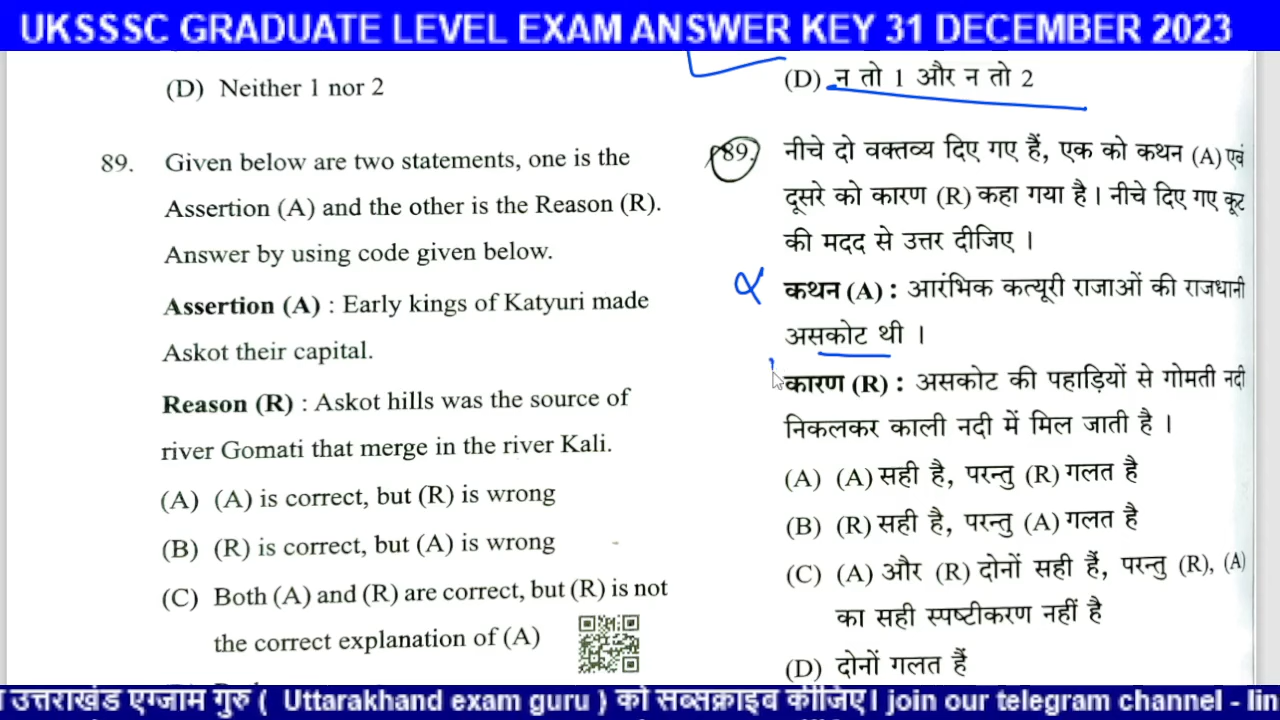 UKSSSC GRADUATE LEVEL EXAM ANSWER KEY 31 DECEMBER 2023
(D) Neither 1 nor 2
89. Given below are two statements, one is the
Assertion (A) and the other is the Reason (R).
Answer by using code given below.
Assertion (A) : Early kings of Katyuri made
Askot their capital.
Reason (R) : Askot hills was the source of
river Gomati that merge in the river Kali.
(A) (A) is correct, but (R) is wrong
(B) (R) is correct, but (A) is wrong
(C) Both (A) and (R) are correct, but (R) is not
the correct explanation of (A)
(D) न तो 1 और न तो 2
89. नीचे दो वक्तव्य दिए गए हैं, एक को कथन (A) एवं
दूसरे को कारण (R) कहा गया है। नीचे दिए गए कूट
की मदद से उत्तर दीजिए ।
कथन (A) : आरंभिक कत्यूरी राजाओं की राजधानी
असकोट थी ।
कारण (R) : असकोट की पहाड़ियों से गोमती नदी
निकलकर काली नदी में मिल जाती है ।
(A) (A) सही है, परन्तु (R) गलत है
(B) (R) सही है, परन्तु (A) गलत है
(C) (A) और (R) दोनों सही हैं, परन्तु (R), (A)
का सही स्पष्टीकरण नहीं है
(D) दोनों गलत हैं
उत्तराखंड एग्जाम गुरु ( Uttarakhand exam guru ) को सब्सक्राइब कीजिए। join our telegram channel - lin